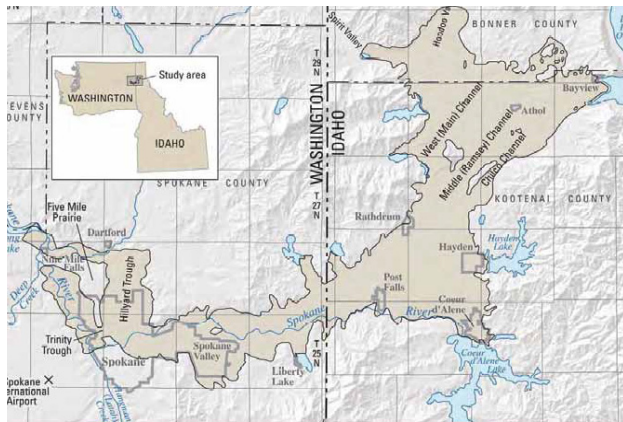 Spirit Valley
Hoodoo Va
BONNER COUNTY
T
29
N
Study area
WASHINGTON
IDAHO
STEVENS
COUNTY
SPOKANE COUNTY
WASHINGTON
IDAHO
West (Main) Channel
Middle (Ramsey) Channel
Chilco Channel
Athol
Bayview
KOOTENAI COUNTY
T
27
N
Five Mile
Prairie
Dartford
Rathdrum
Hayden
Hayden
Lake
Nine Mile
Falls
Deep
Creek
River
Hillyard Trough
Post
Falls
Spokane
River
Coeur
d'Alene
Trinity
Trough
Spokane
Spokane
Valley
Liberty
Lake
T
25
N
Coeur
d'Alene
Lake
Spokane
ernational
Airport
Creek